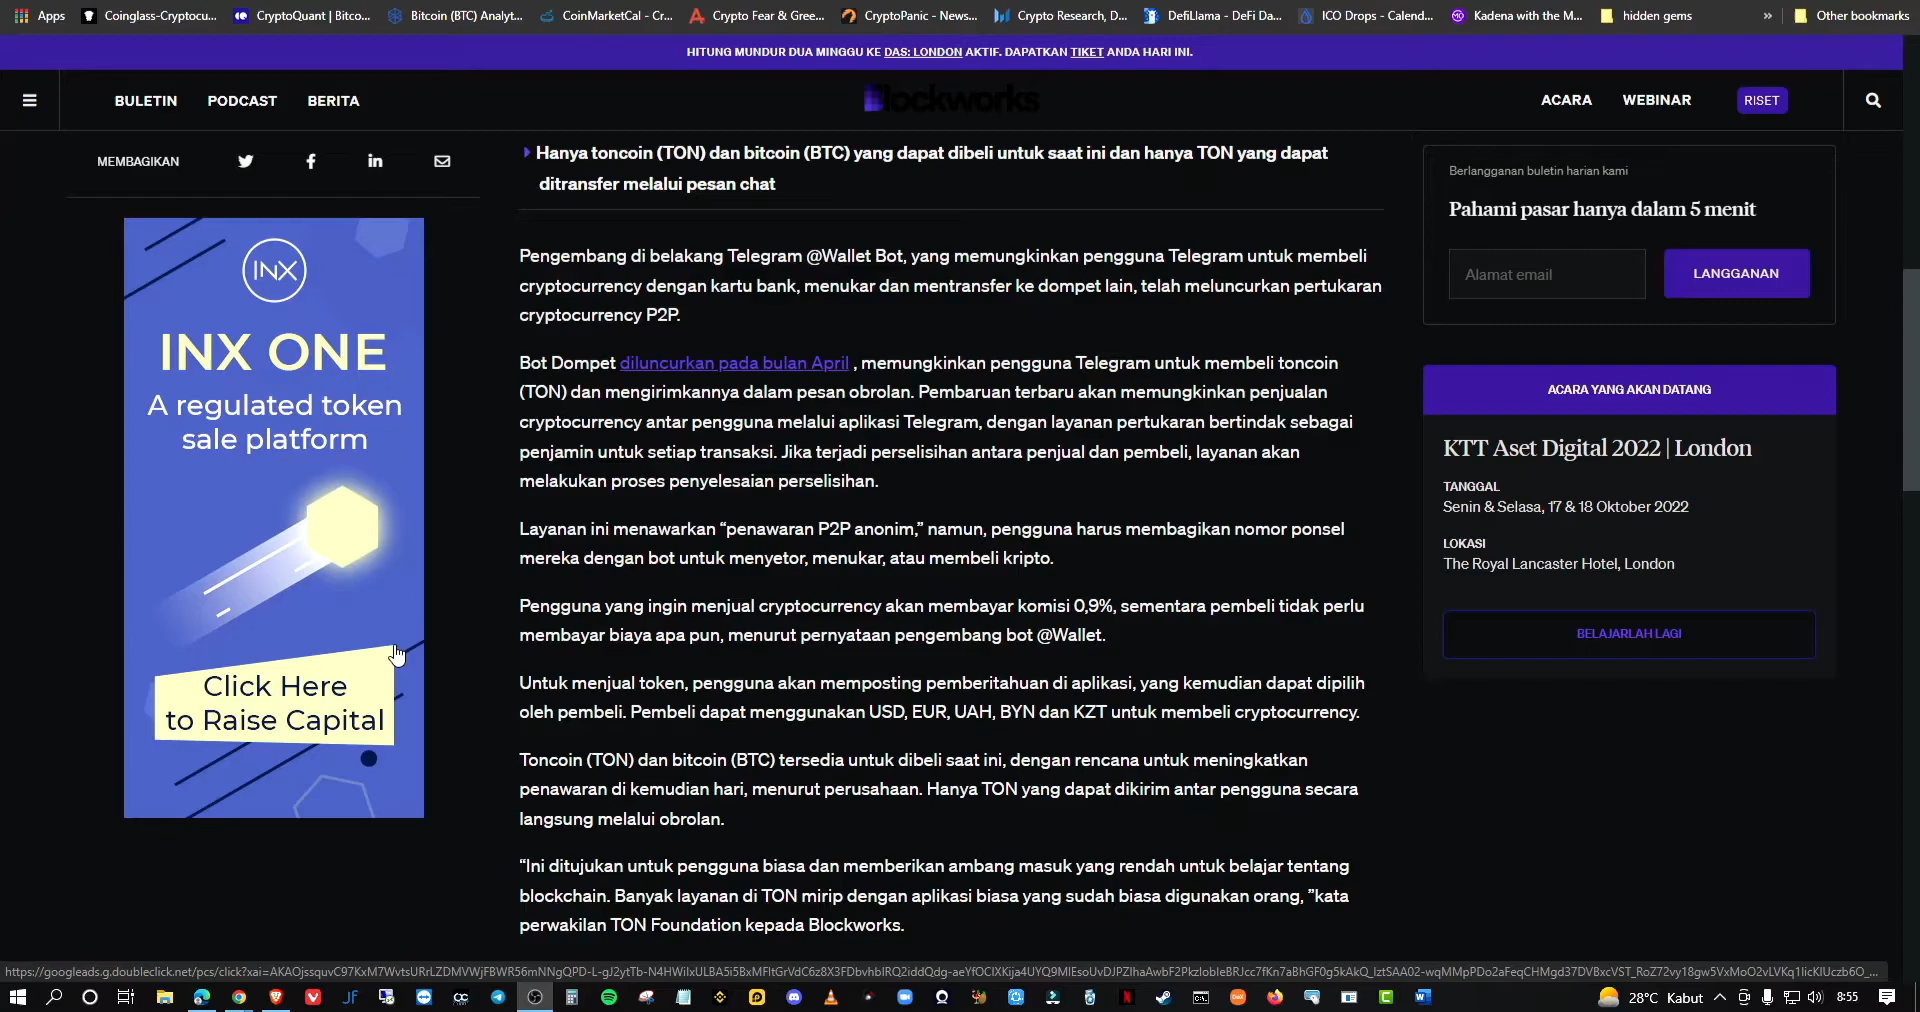 Apps
Coinglass-Cryptocu...
CryptoQuant | Bitco...
Bitcoin (BTC) Analyt...
CoinMarketCal - Cr...
Crypto Fear & Gree...
CryptoPanic - News...
Crypto Research, D...
DefiLlama - DeFi Da...
ICO Drops - Calend...
Kadena with the M...
hidden gems
»
Other bookmarks
HITUNG MUNDUR DUA MINGGU KE DAS: LONDON AKTIF. DAPATKAN TIKET ANDA HARI INI.
BULETIN PODCAST BERITA
Blockworks
ACARA WEBINAR RISET
MEMBAGIKAN
INX
INX ONE
A regulated token
sale platform
Click Here
to Raise Capital
Hanya toncoin (TON) dan bitcoin (BTC) yang dapat dibeli untuk saat ini dan hanya TON yang dapat
ditransfer melalui pesan chat
Pengembang di belakang Telegram @Wallet Bot, yang memungkinkan pengguna Telegram untuk membeli
cryptocurrency dengan kartu bank, menukar dan mentransfer ke dompet lain, telah meluncurkan pertukaran
cryptocurrency P2P.
Bot Dompet diluncurkan pada bulan April , memungkinkan pengguna Telegram untuk membeli toncoin
(TON) dan mengirimkannya dalam pesan obrolan. Pembaruan terbaru akan memungkinkan penjualan
cryptocurrency antar pengguna melalui aplikasi Telegram, dengan layanan pertukaran bertindak sebagai
penjamin untuk setiap transaksi. Jika terjadi perselisihan antara penjual dan pembeli, layanan akan
melakukan proses penyelesaian perselisihan.
Layanan ini menawarkan “penawaran P2P anonim,” namun, pengguna harus membagikan nomor ponsel
mereka dengan bot untuk menyetor, menukar, atau membeli kripto.
Pengguna yang ingin menjual cryptocurrency akan membayar komisi 0,9%, sementara pembeli tidak perlu
membayar biaya apa pun, menurut pernyataan pengembang bot @Wallet.
Untuk menjual token, pengguna akan memposting pemberitahuan di aplikasi, yang kemudian dapat dipilih
oleh pembeli. Pembeli dapat menggunakan USD, EUR, UAH, BYN dan KZT untuk membeli cryptocurrency.
Toncoin (TON) dan bitcoin (BTC) tersedia untuk dibeli saat ini, dengan rencana untuk meningkatkan
penawaran di kemudian hari, menurut perusahaan. Hanya TON yang dapat dikirim antar pengguna secara
langsung melalui obrolan.
“Ini ditujukan untuk pengguna biasa dan memberikan ambang masuk yang rendah untuk belajar tentang
blockchain. Banyak layanan di TON mirip dengan aplikasi biasa yang sudah biasa digunakan orang, ”kata
perwakilan TON Foundation kepada Blockworks.
Berlangganan buletin harian kami
Pahami pasar hanya dalam 5 menit
Alamat email
LANGGANAN
ACARA YANG AKAN DATANG
KTT Aset Digital 2022 | London
TANGGAL
Senin & Selasa, 17 & 18 Oktober 2022
LOKASI
The Royal Lancaster Hotel, London
BELAJARLAH LAGI
28°C Kabut
8:55